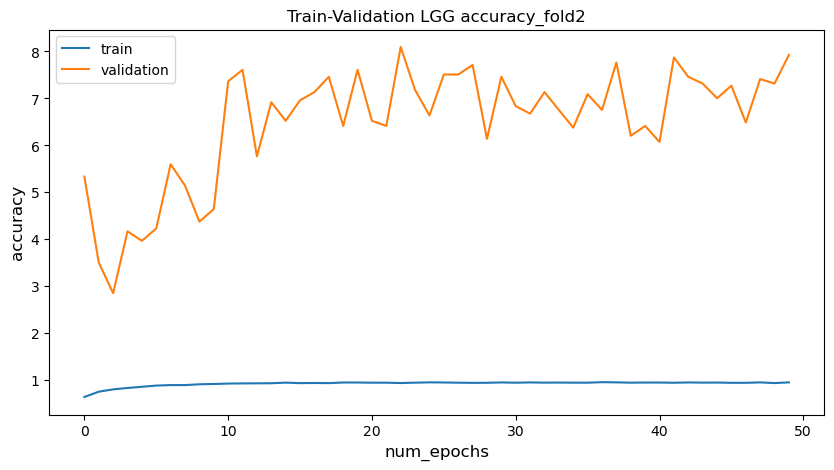 Train-Validation LGG accuracy_fold2
train
validation
8
7
6
5
4
3
2
1
accuracy
0 10 20 30 40 50
num_epochs